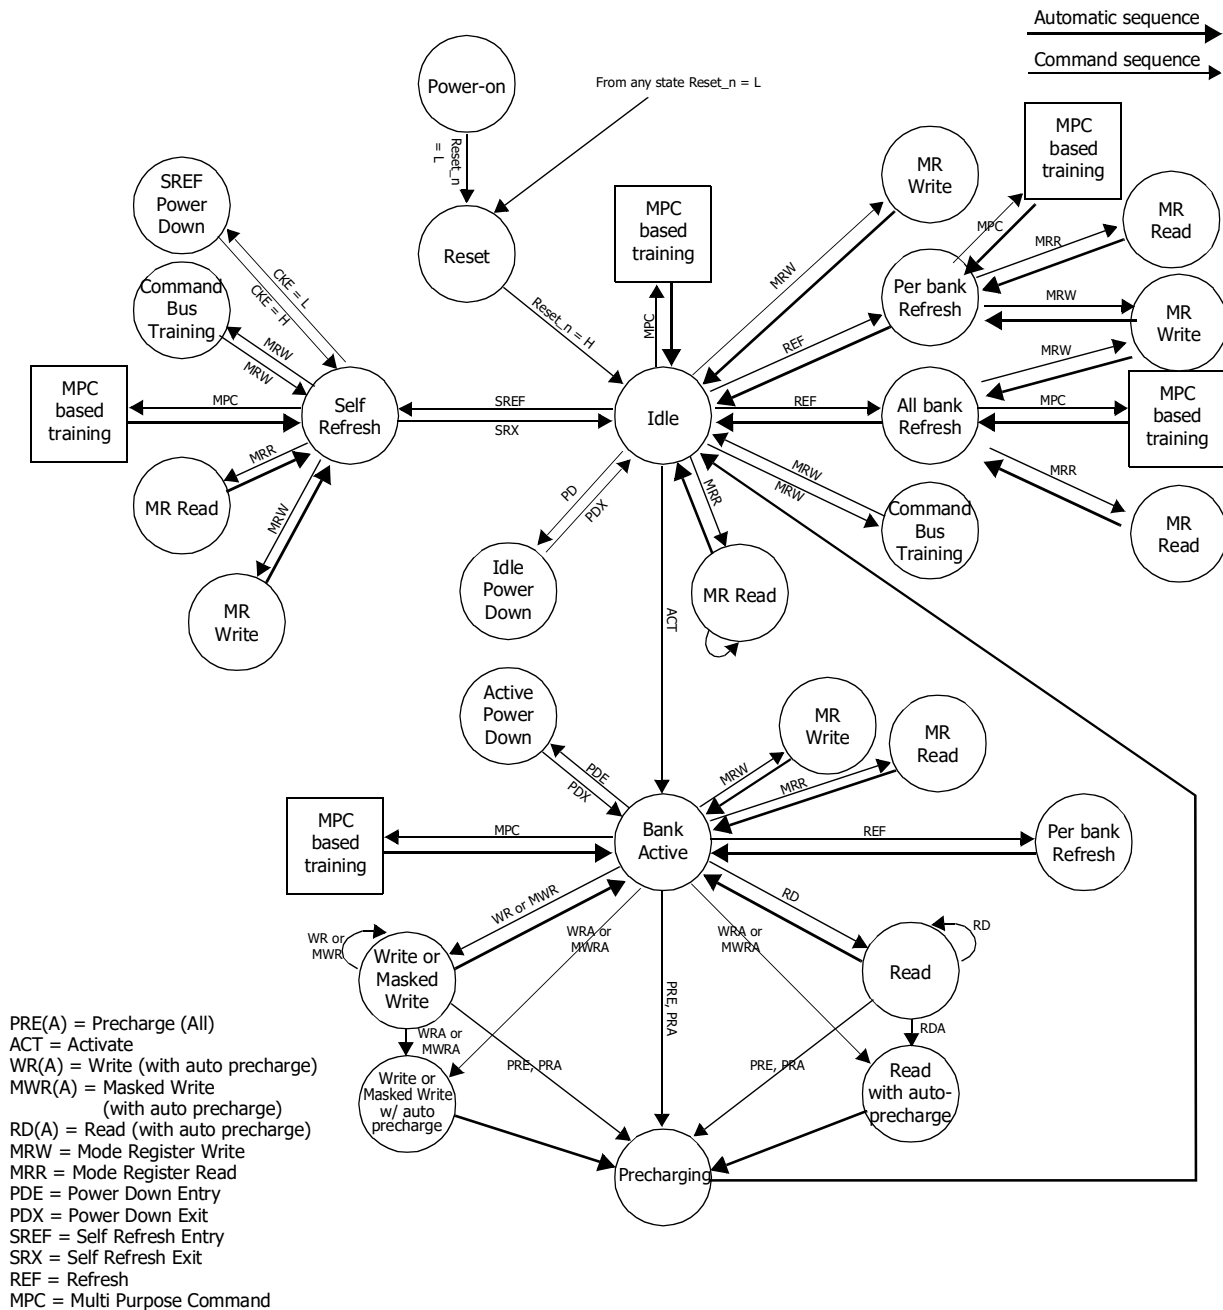 Automatic sequence
Command sequence
Power-on
From any state Reset_n = L
Reset_n
= L
MPC
based
training
MR
Write
SREF
Power
Down
MPC
based
training
MR
Read
Reset
MPC
MRR
CKE = L
CKE = H
Command
Bus
Training
MRW
Per bank
Refresh
MRW
MR
Write
Reset_n = H
MPC
REF
MRW
MRW
MRW
MPC
based
training
MPC
Self
Refresh
SREF
SRX
Idle
REF
All bank
Refresh
MPC
MPC
based
training
MRR
MR Read
MRW
PD
PDX
MRR
MRW
MRW
Command
Bus
Training
MRR
MR
Read
MR
Write
Idle
Power
Down
MR Read
ACT
Active
Power
Down
MR
Write
MR
Read
PDE
PDX
MRW
MRR
MPC
based
training
MPC
Bank
Active
REF
Per bank
Refresh
WR or MWR
RD
WR or
MWR
WRA or
MWRA
WRA or
MWRA
RD
Write or
Masked
Write
Read
PRE, PRA
WRA or
MWRA
RDA
PRE, PRA
PRE, PRA
Write or
Masked Write
w/ auto
precharge
Read
with auto-
precharge
Precharging
PRE(A) = Precharge (All)
ACT = Activate
WR(A) = Write (with auto precharge)
MWR(A) = Masked Write
(with auto precharge)
RD(A) = Read (with auto precharge)
MRW = Mode Register Write
MRR = Mode Register Read
PDE = Power Down Entry
PDX = Power Down Exit
SREF = Self Refresh Entry
SRX = Self Refresh Exit
REF = Refresh
MPC = Multi Purpose Command